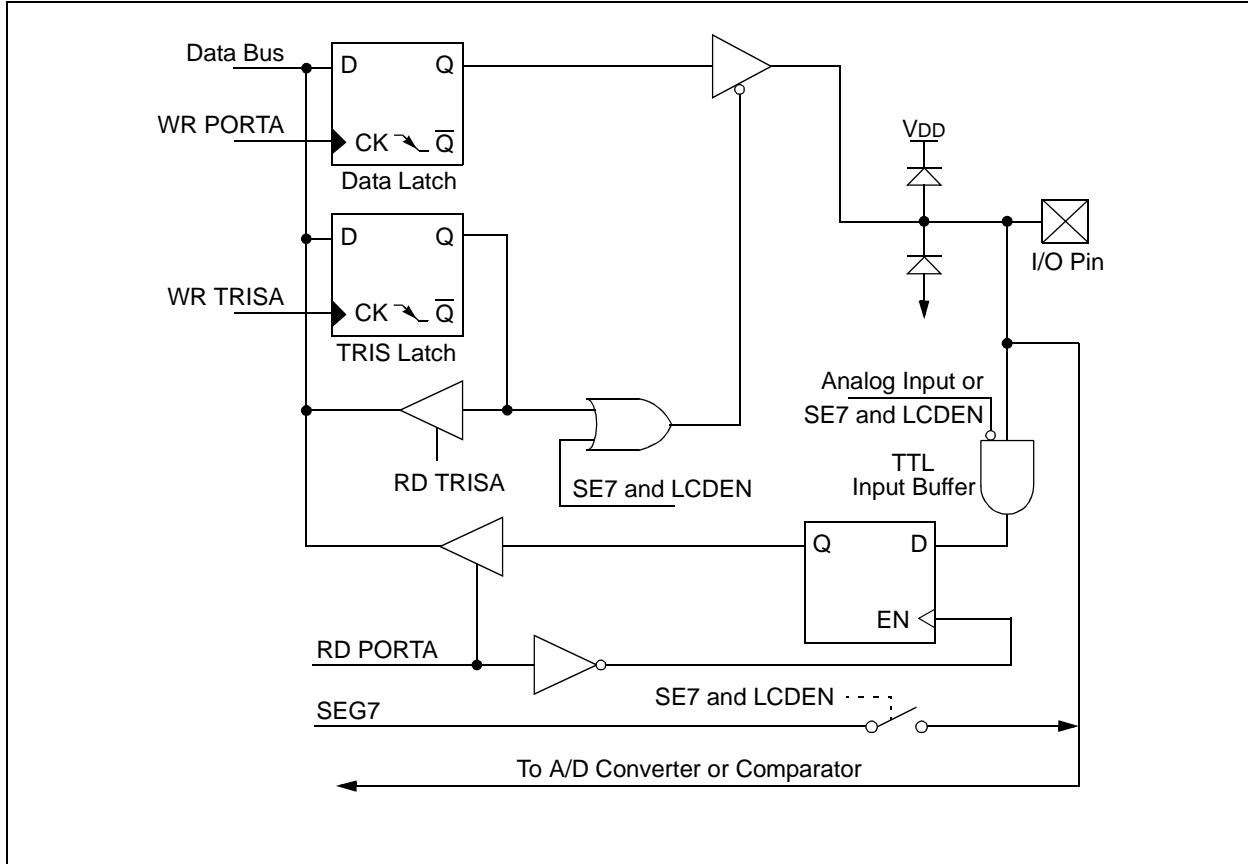 Data Bus
D Q
WR PORTA
CK Q̅
Data Latch
VDD
D Q
I/O Pin
WR TRISA
CK Q̅
TRIS Latch
Analog Input or
SE7 and LCDEN
RD TRISA
SE7 and LCDEN
TTL
Input Buffer
Q D
EN
RD PORTA
SE7 and LCDEN
SEG7
To A/D Converter or Comparator